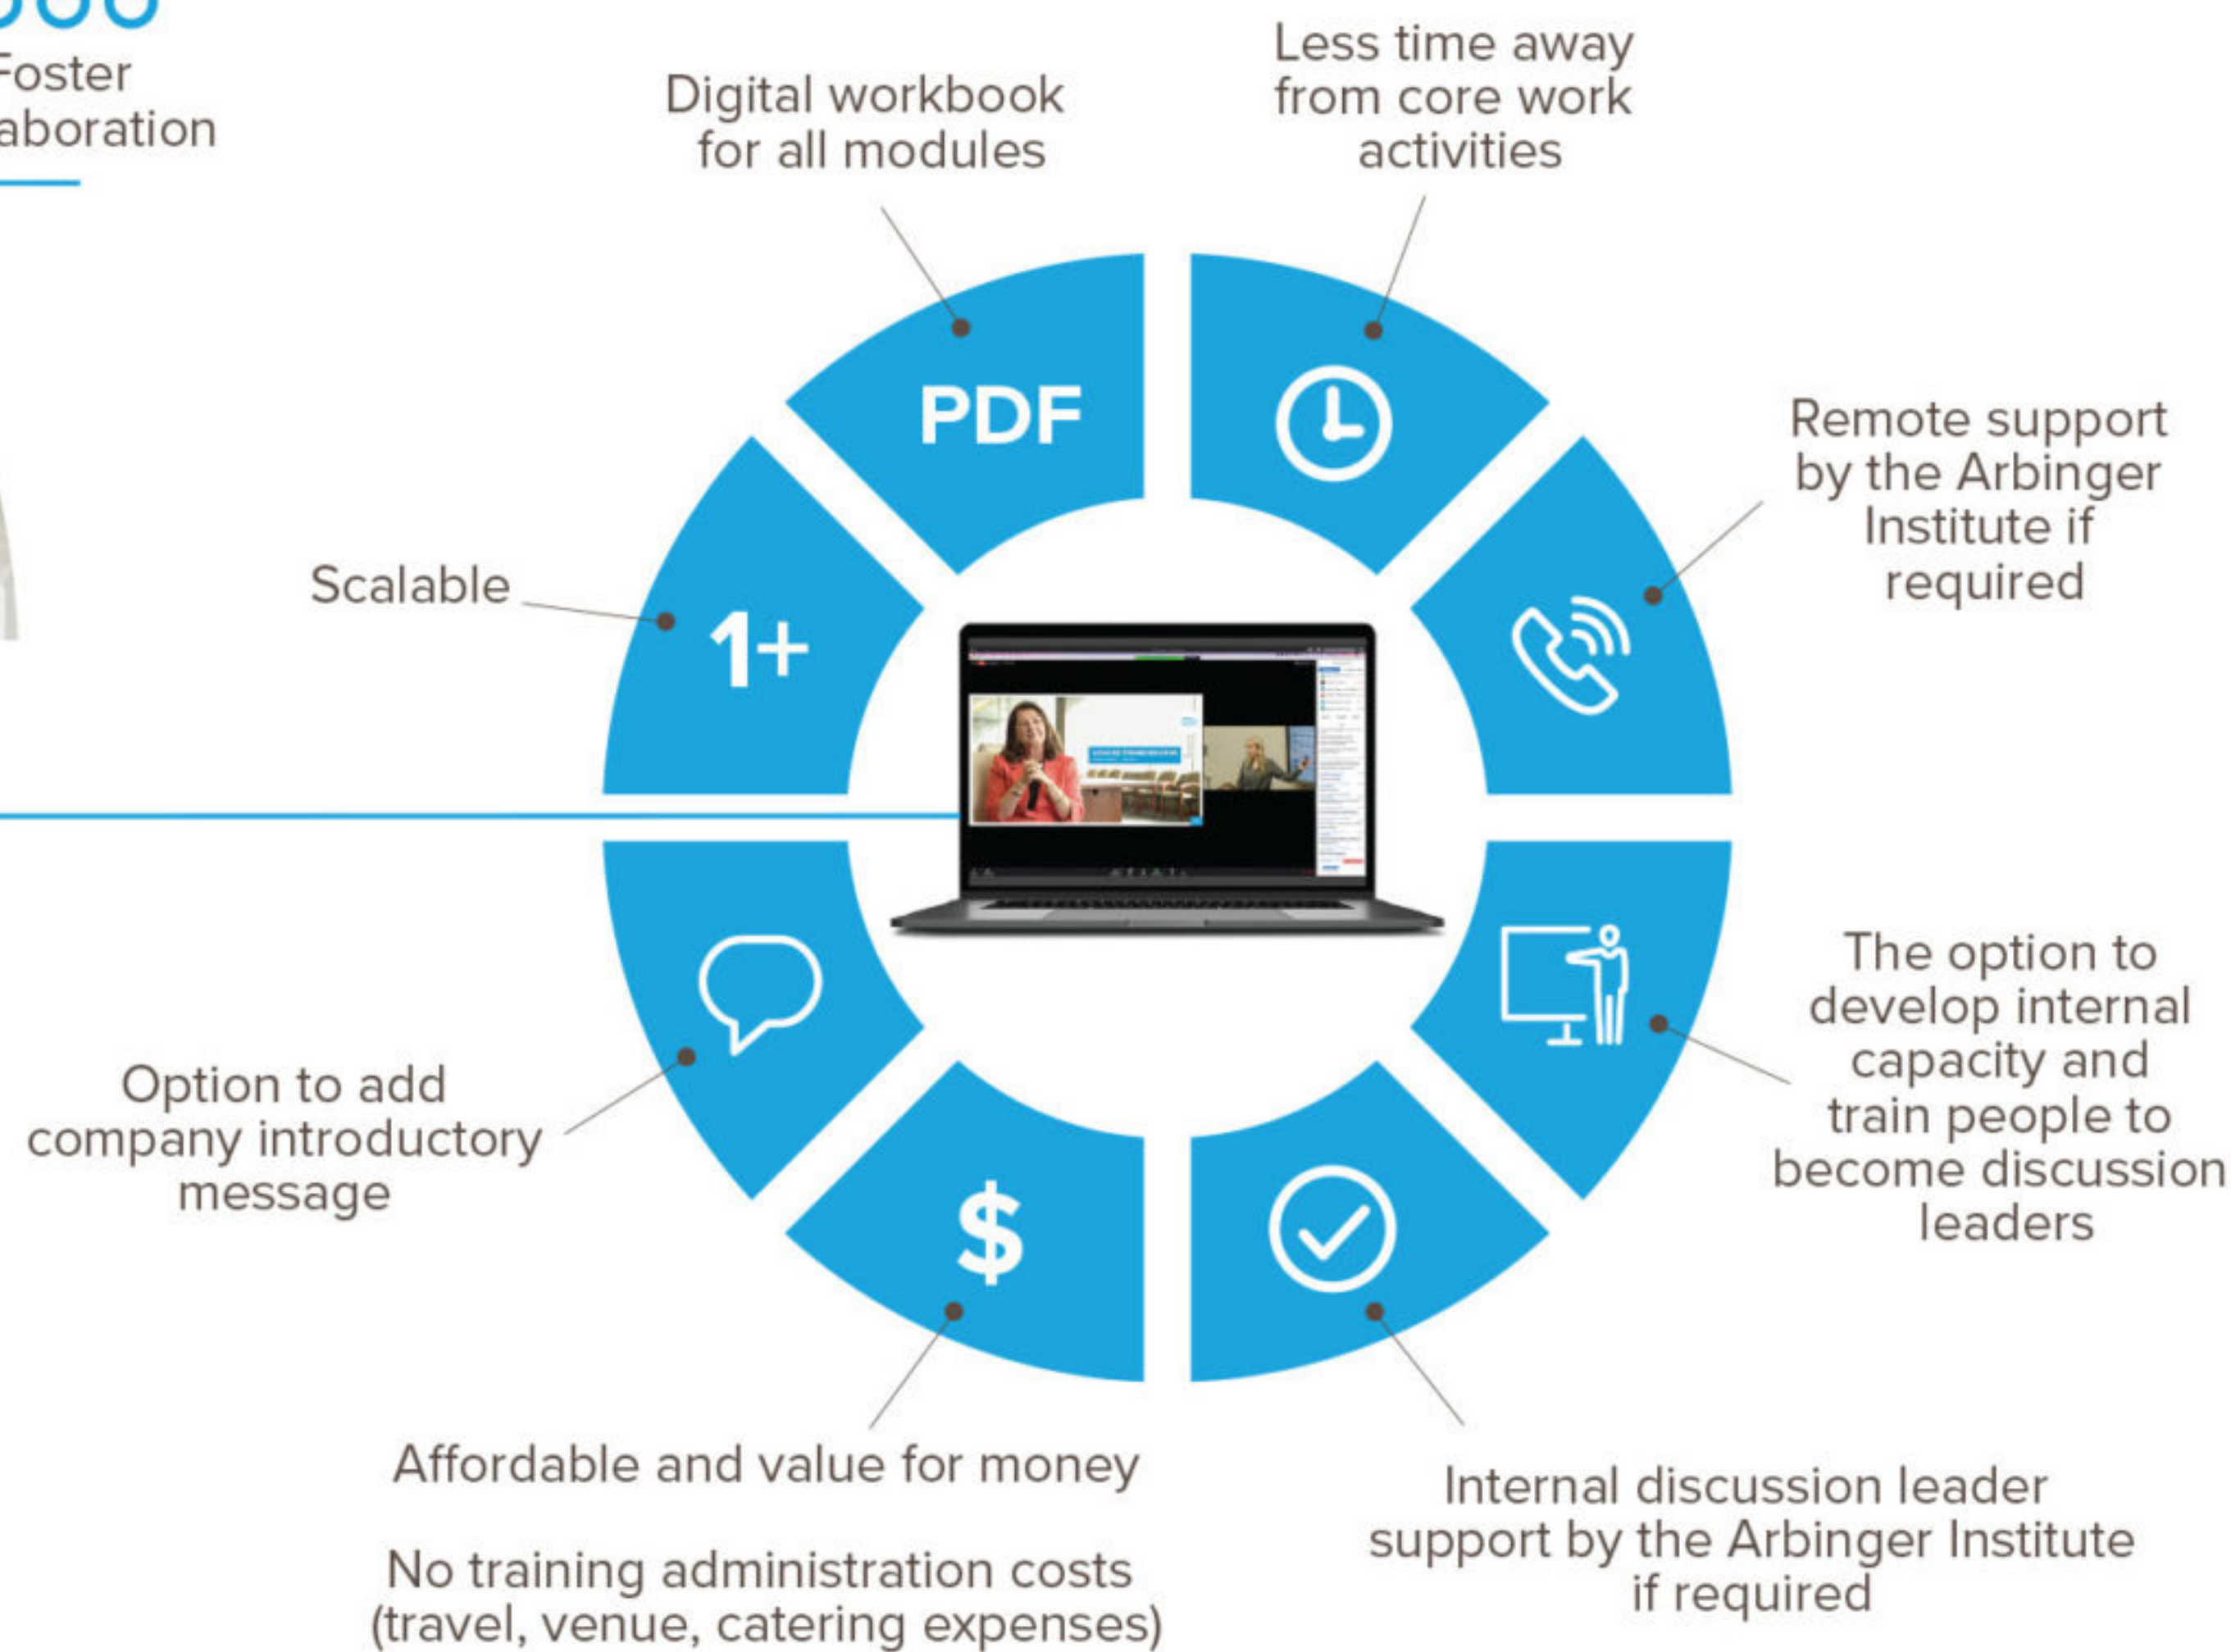 Foster
aboration
Digital workbook
for all modules
Less time away
from core work
activities
PDF
Remote support
by the Arbinger
Institute if
required
Scalable
1+
Option to add
company introductory
message
The option to
develop internal
capacity and
train people to
become discussion
leaders
$
Affordable and value for money
No training administration costs
(travel, venue, catering expenses)
Internal discussion leader
support by the Arbinger Institute
if required